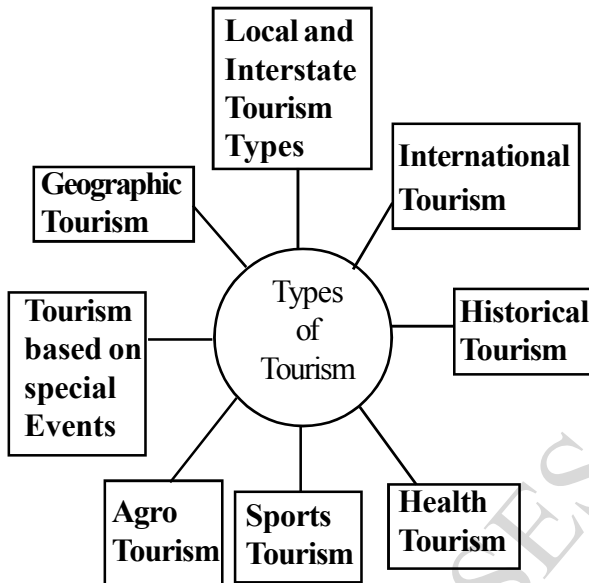 Local and
Interstate
Tourism
Types
International
Tourism
Geographic
Tourism
Types
of
Tourism
Historical
Tourism
Tourism
based on
special
Events
Agro
Tourism
Sports
Tourism
Health
Tourism
SES